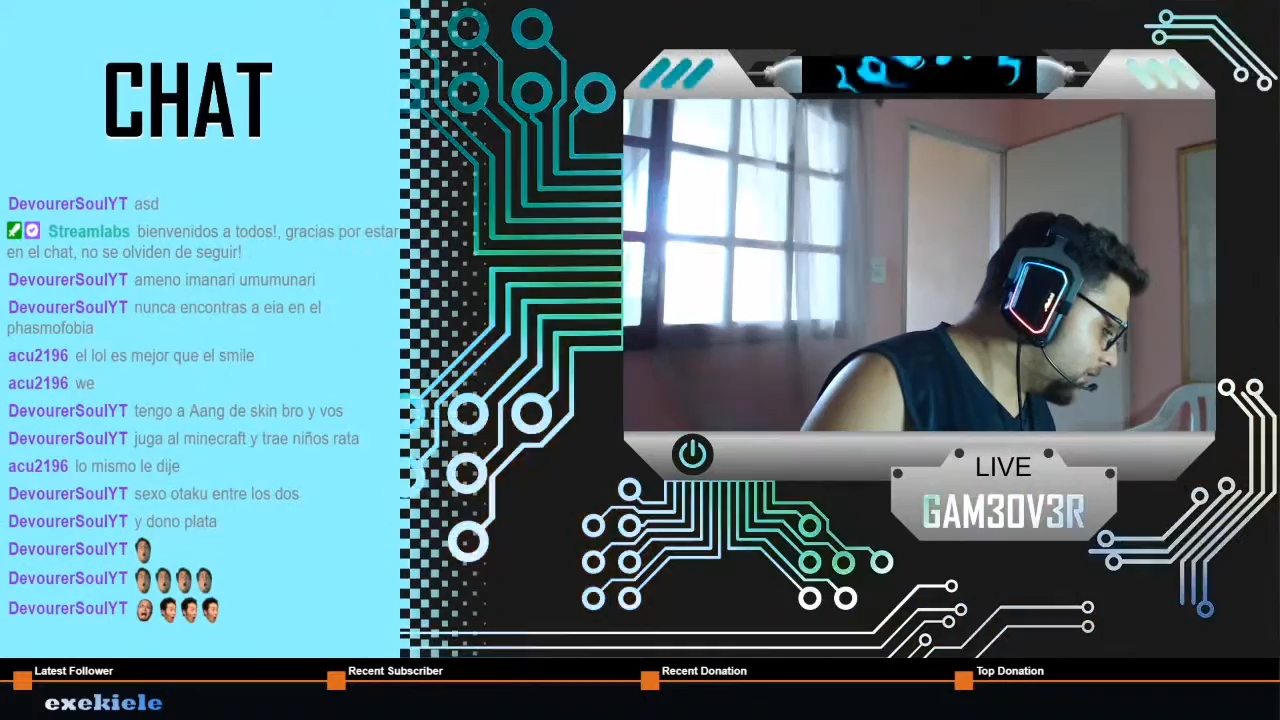 CHAT
DevourerSoulYT asd
Streamlabs bienvenidos a todos!, gracias por estar
en el chat, no se olviden de seguir!
DevourerSoulYT ameno imanari umumunari
DevourerSoulYT nunca encontras a eia en el
phasmofobia
acu2196 el lol es mejor que el smile
acu2196 we
DevourerSoulYT tengo a Aang de skin bro y vos
DevourerSoulYT juga al minecraft y trae niños rata
acu2196 lo mismo le dije
DevourerSoulYT sexo otaku entre los dos
DevourerSoulYT y dono plata
DevourerSoulYT
DevourerSoulYT
DevourerSoulYT
LIVE
GAM3OV3R
Latest Follower
Recent Subscriber
Recent Donation
Top Donation
exekiele